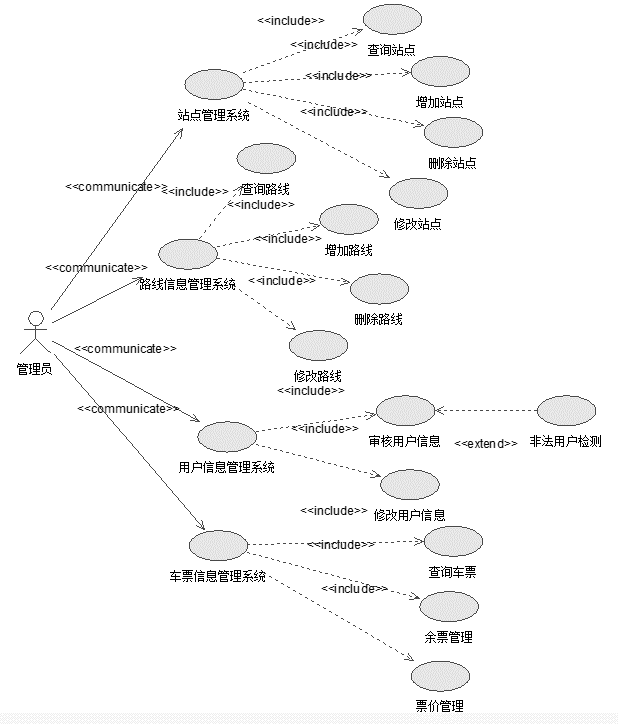 <<include>>
<<include>>
查询站点
<<include>>
增加站点
站点管理系统
<<include>>
删除站点
<<communicate>>
<<include>>
查询路线
<<include>>
修改站点
<<include>>
增加路线
<<communicate>>
路线信息管理系统
<<include>>
删除路线
<<communicate>>
管理员
修改路线
<<include>>
<<communicate>>
<<include>>
审核用户信息
<<extend>>
非法用户检测
用户信息管理系统
<<include>>
修改用户信息
<<include>>
查询车票
车票信息管理系统
<<include>>
余票管理
票价管理